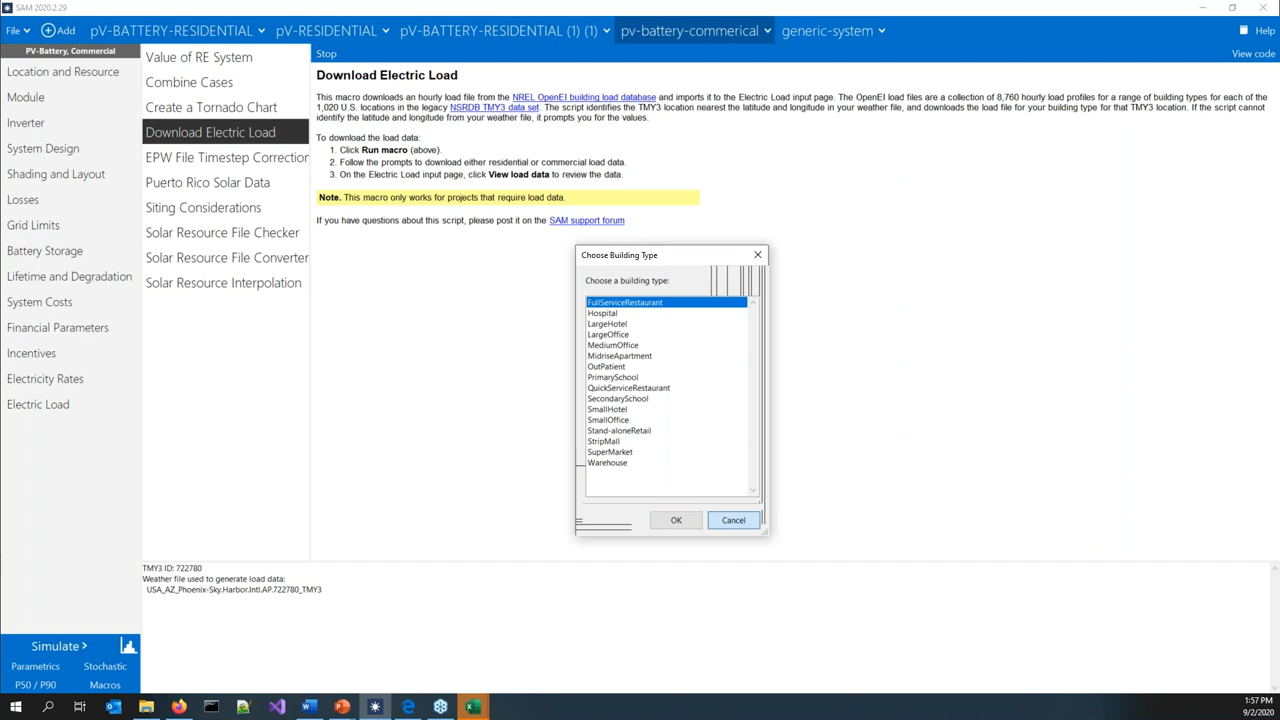 SAM 2020.2.29
File
Add
pV-BATTERY-RESIDENTIAL
pV-RESIDENTIAL
pV-BATTERY-RESIDENTIAL (1) (1)
pv-battery-commerical
generic-system
Help
PV-Battery, Commercial
Location and Resource
Module
Inverter
System Design
Shading and Layout
Losses
Grid Limits
Battery Storage
Lifetime and Degradation
System Costs
Financial Parameters
Incentives
Electricity Rates
Electric Load
Simulate >
Parametrics
Stochastic
P50 / P90
Macros
Value of RE System
Combine Cases
Create a Tornado Chart
Download Electric Load
EPW File Timestep Correction
Puerto Rico Solar Data
Siting Considerations
Solar Resource File Checker
Solar Resource File Converter
Solar Resource Interpolation
Stop
View code
Download Electric Load
This macro downloads an hourly load file from the NREL OpenEI building load database and imports it to the Electric Load input page. The OpenEI load files are a collection of 8,760 hourly load profiles for a range of building types for each of the
1,020 U.S. locations in the legacy NSRDB TMY3 data set. The script identifies the TMY3 location nearest the latitude and longitude in your weather file, and downloads the load file for your building type for that TMY3 location. If the script cannot
identify the latitude and longitude from your weather file, it prompts you for the values.
To download the load data:
1. Click Run macro (above).
2. Follow the prompts to download either residential or commercial load data.
3. On the Electric Load input page, click View load data to review the data.
Note. This macro only works for projects that require load data.
If you have questions about this script, please post it on the SAM support forum
Choose Building Type
Choose a building type:
FullServiceRestaurant
Hospital
LargeHotel
LargeOffice
MediumOffice
MidriseApartment
OutPatient
PrimarySchool
QuickServiceRestaurant
SecondarySchool
SmallHotel
SmallOffice
Stand-aloneRetail
StripMall
SuperMarket
Warehouse
OK
Cancel
TMY3 ID: 722780
Weather file used to generate load data:
USA_AZ_Phoenix-Sky.Harbor.Intl.AP.722780_TMY3
1:57 PM
9/2/2020